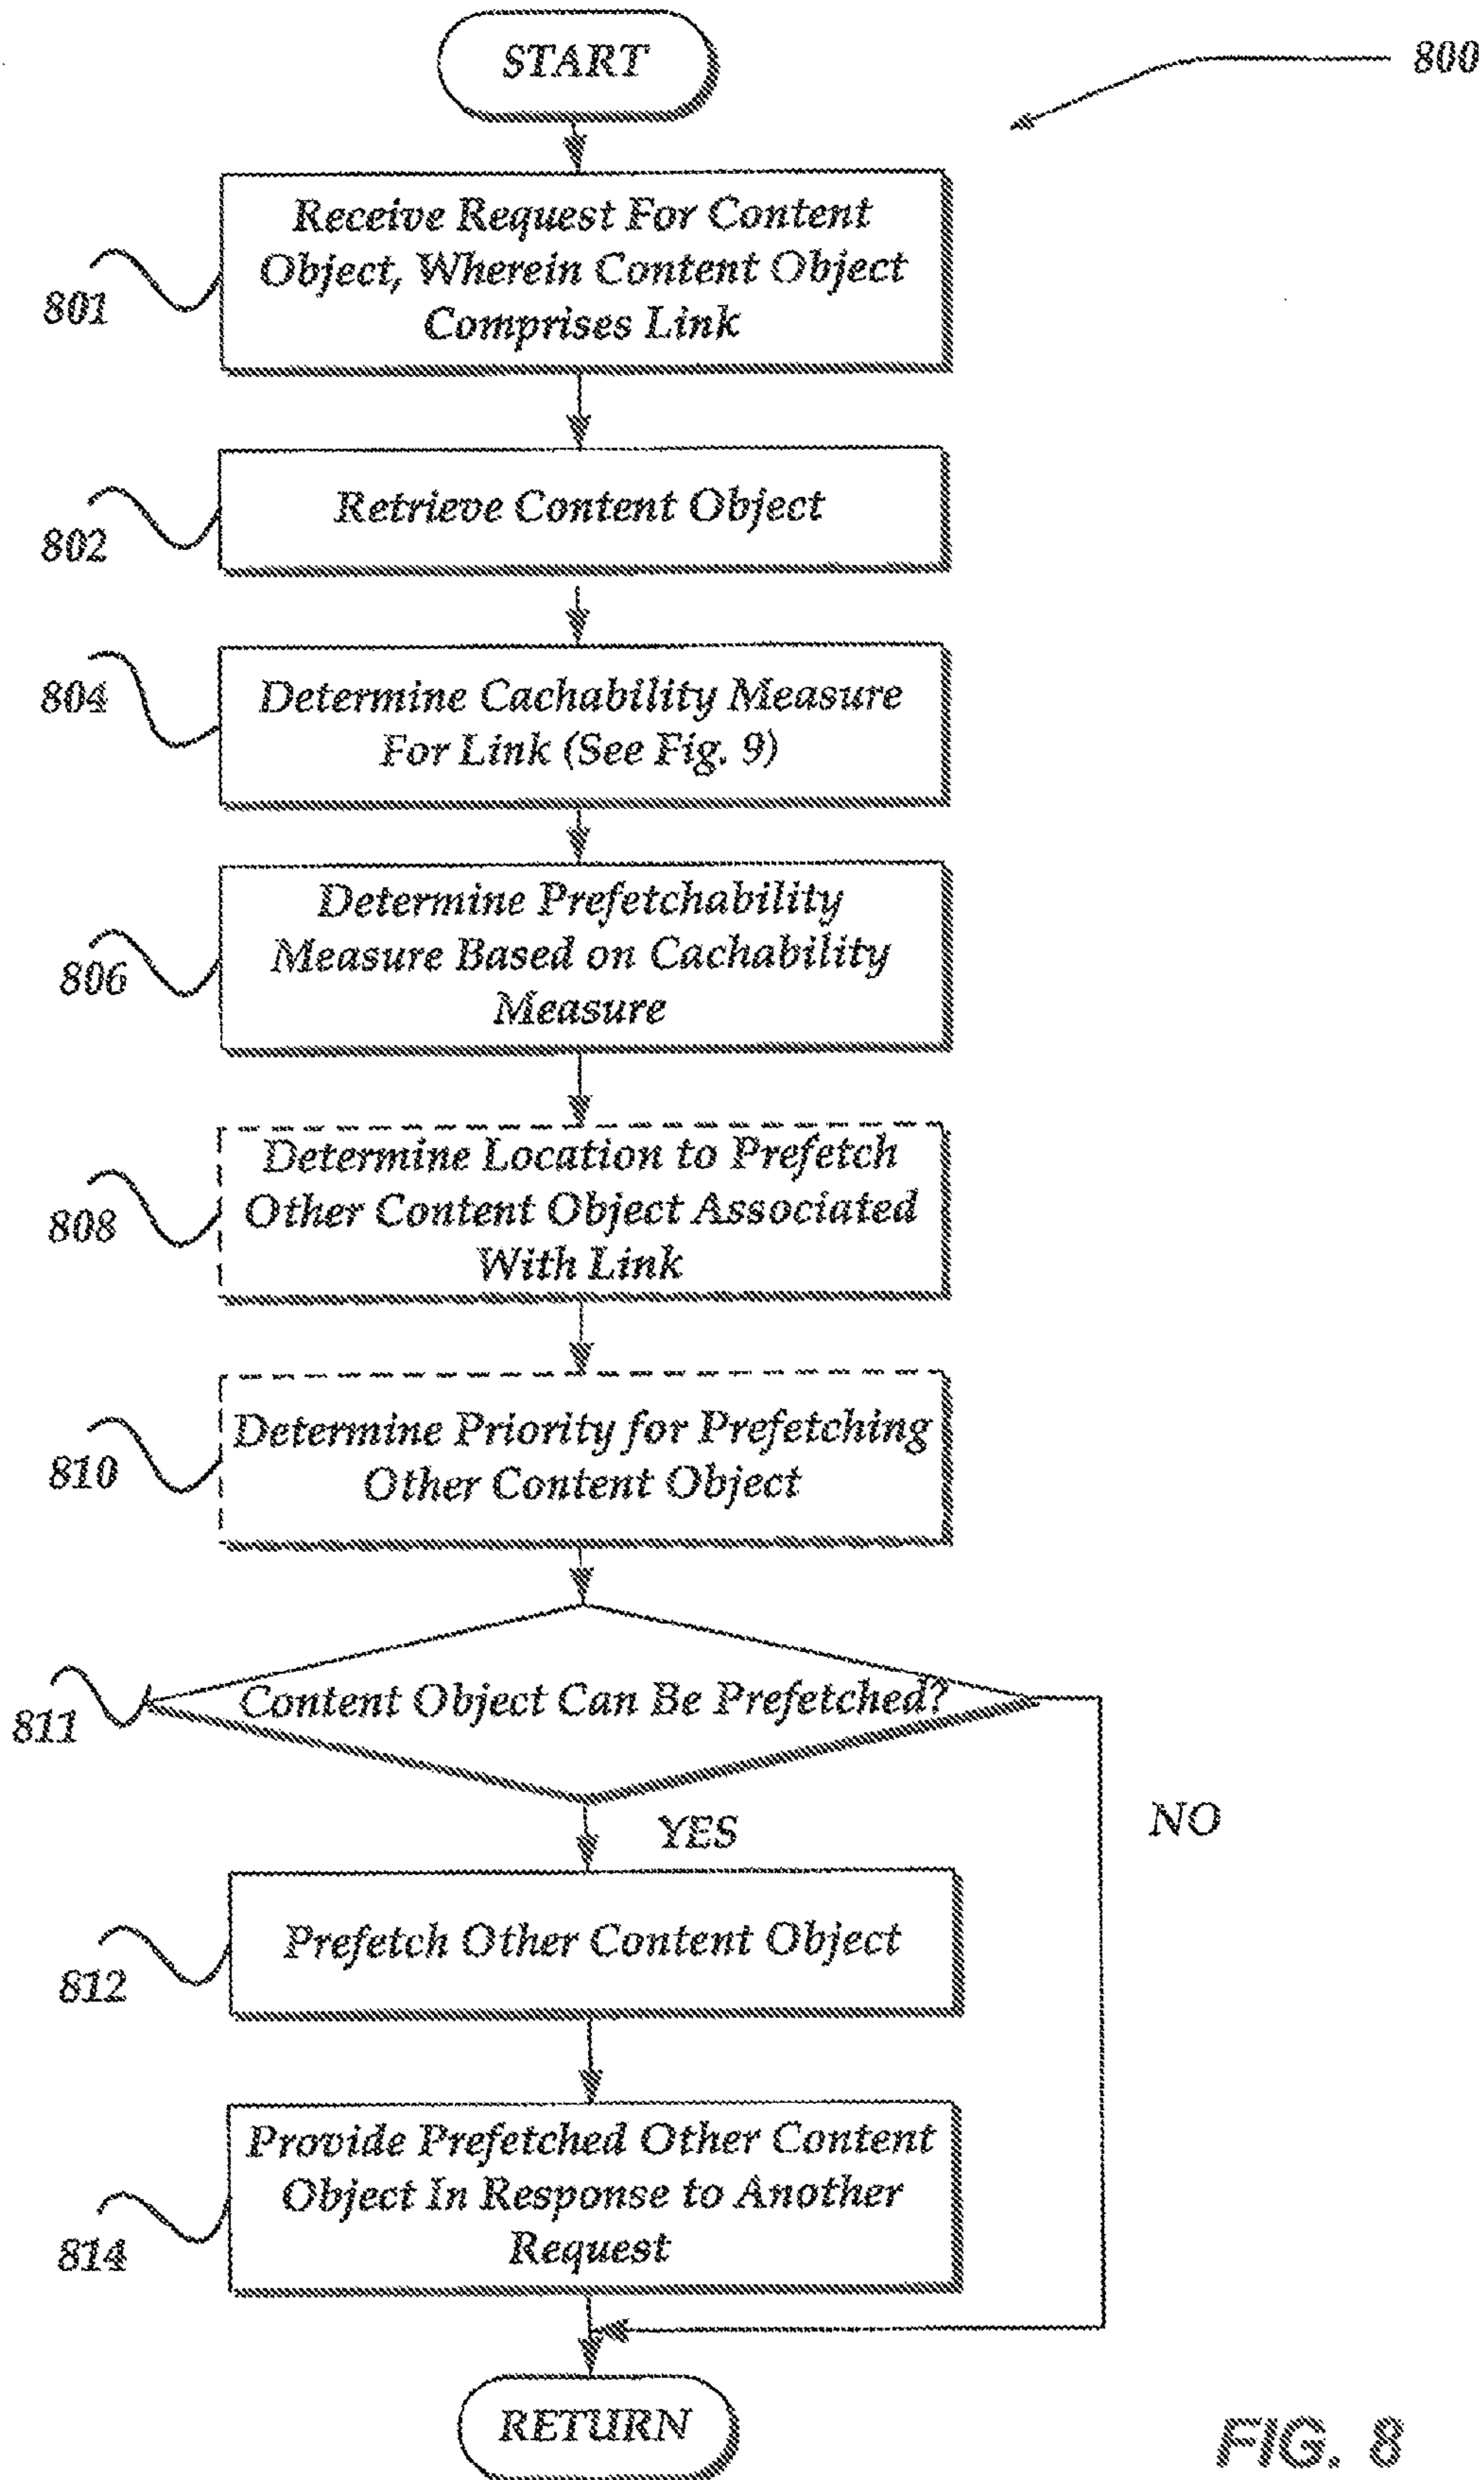 START
800
Receive Request For Content
Object, Wherein Content Object
Comprises Link
801
Retrieve Content Object
802
Determine Cachability Measure
For Link (See Fig. 9)
804
Determine Prefetchability
Measure Based on Cachability
Measure
806
Determine Location to Prefetch
Other Content Object Associated
With Link
808
Determine Priority for Prefetching
Other Content Object
810
Content Object Can Be Prefetched?
811
YES
NO
Prefetch Other Content Object
812
Provide Prefetched Other Content
Object In Response to Another
Request
814
RETURN
FIG. 8